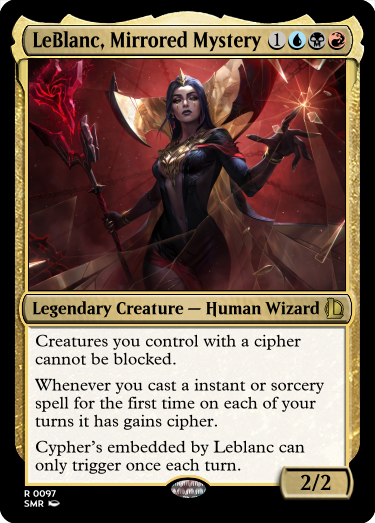 LeBlanc, Mirrored Mystery 1
Legendary Creature — Human Wizard
Creatures you control with a cipher
cannot be blocked.
Whenever you cast a instant or sorcery
spell for the first time on each of your
turns it has gains cipher.
Cypher's embedded by Leblanc can
only trigger once each turn.
2/2
R 0097
SMR